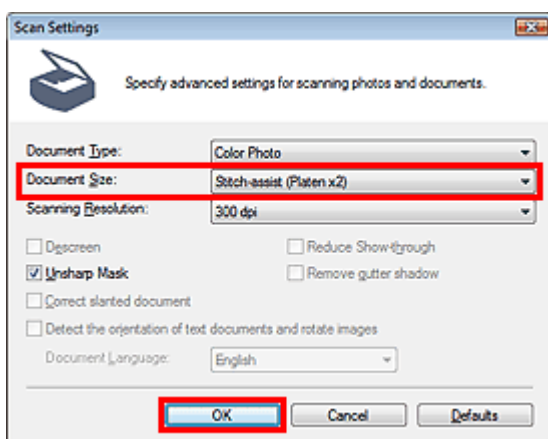 Scan Settings
Specify advanced settings for scanning photos and documents.
Document Type: Color Photo
Document Size: Stitch-assist (Platen x2)
Scanning Resolution: 300 dpi
Descreen Reduce Show-through
Unsharp Mask Remove gutter shadow
Correct slanted document
Detect the orientation of text documents and rotate images
Document Language: English
OK Cancel Defaults